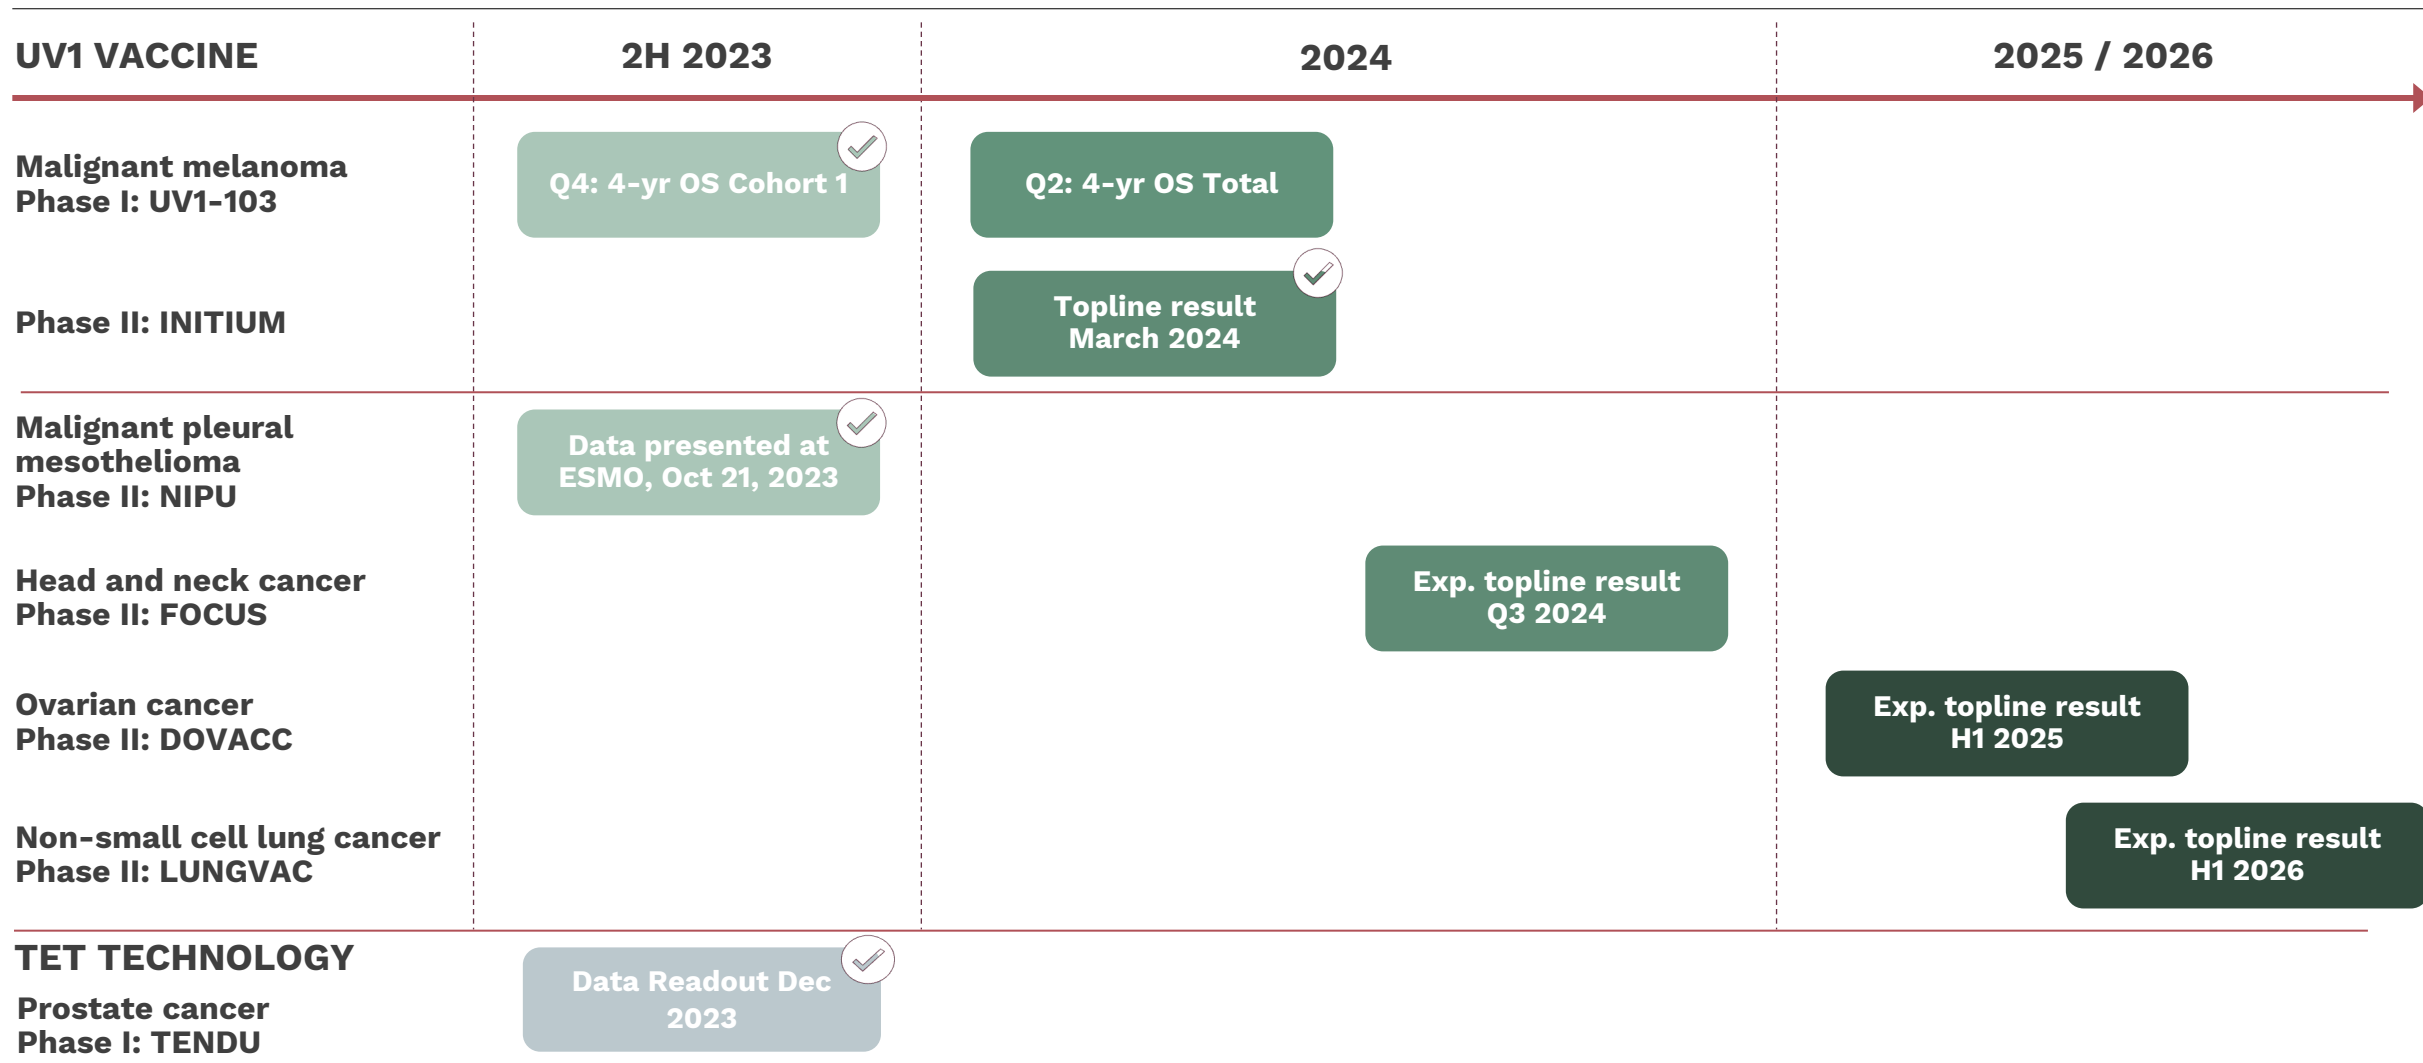 UV1 VACCINE
2H 2023
2024
2025 / 2026
Malignant melanoma
Phase I: UV1-103
Q4: 4-yr OS Cohort 1
Q2: 4-yr OS Total
Phase II: INITIUM
Topline result
March 2024
Malignant pleural
mesothelioma
Phase II: NIPU
Data presented at
ESMO, Oct 21, 2023
Head and neck cancer
Phase II: FOCUS
Exp. topline result
Q3 2024
Ovarian cancer
Phase II: DOVACC
Exp. topline result
H1 2025
Non-small cell lung cancer
Phase II: LUNGVAC
Exp. topline result
H1 2026
TET TECHNOLOGY
Prostate cancer
Phase I: TENDU
Data Readout Dec
2023